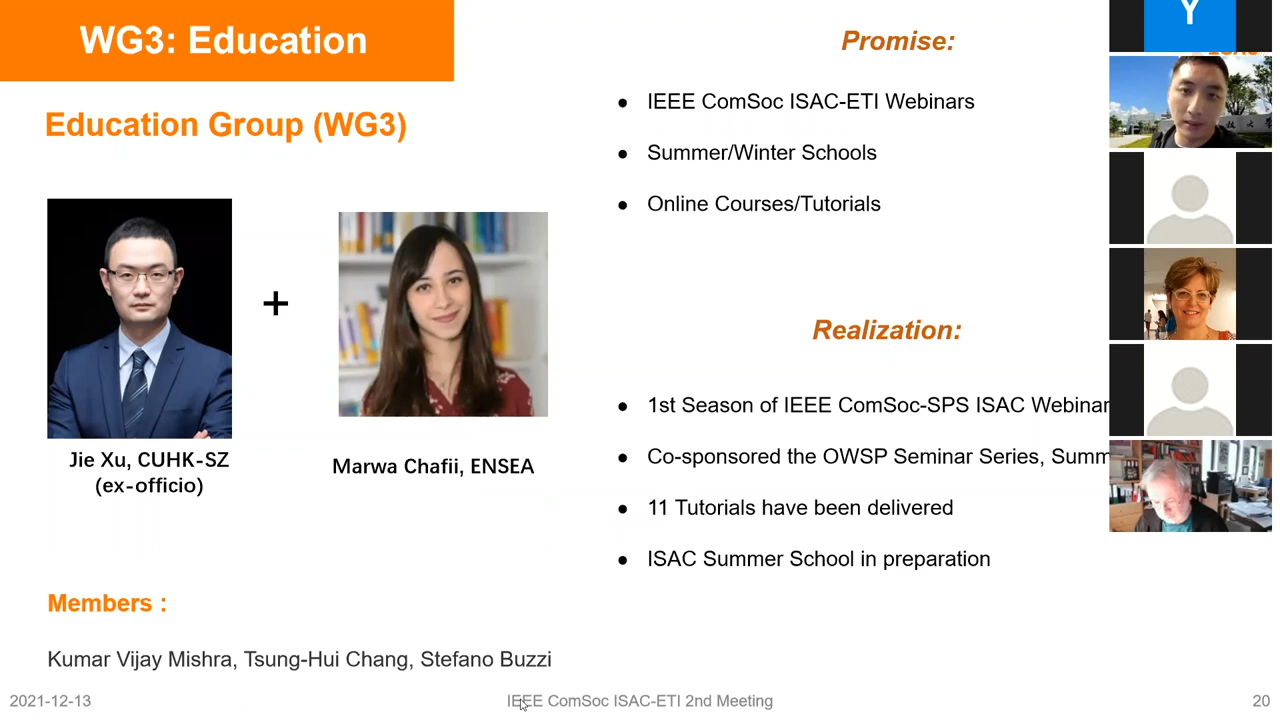 WG3: Education
Education Group (WG3)
Jie Xu, CUHK-SZ
(ex-officio)
Marwa Chafii, ENSEA
Members :
Kumar Vijay Mishra, Tsung-Hui Chang, Stefano Buzzi
Promise:
● IEEE ComSoc ISAC-ETI Webinars
● Summer/Winter Schools
● Online Courses/Tutorials
Realization:
● 1st Season of IEEE ComSoc-SPS ISAC Webinar
● Co-sponsored the OWSP Seminar Series, Summ
● 11 Tutorials have been delivered
● ISAC Summer School in preparation
Y
2021-12-13
IEEE ComSoc ISAC-ETI 2nd Meeting
20